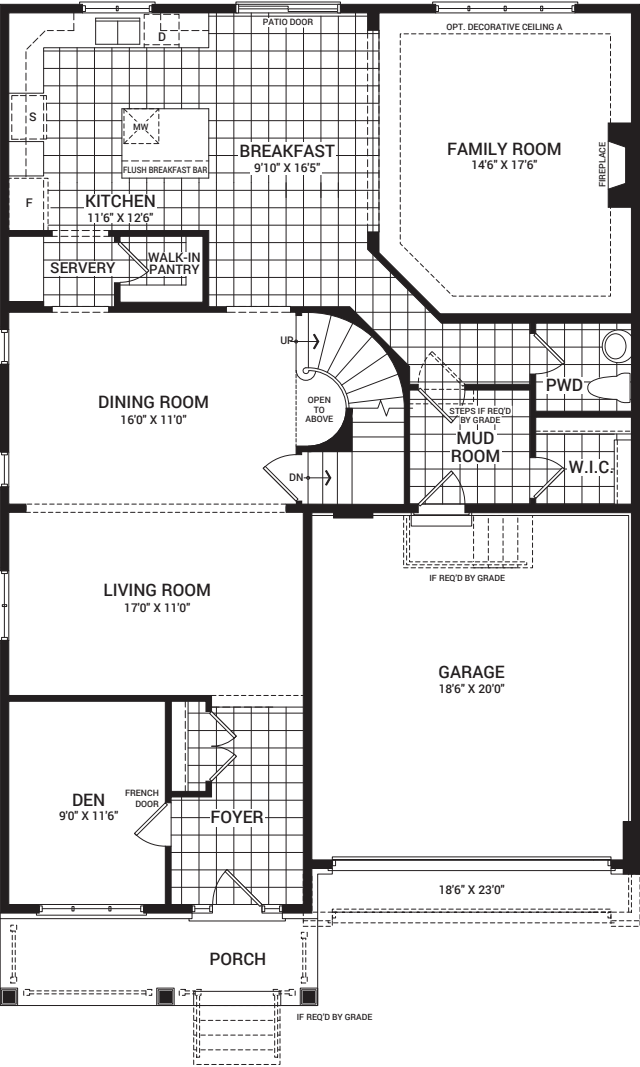 PATIO DOOR
OPT. DECORATIVE CEILING A
D
S
MW
FLUSH BREAKFAST BAR
BREAKFAST
9'10" X 16'5"
FAMILY ROOM
14'6" X 17'6"
FIREPLACE
F
KITCHEN
11'6" X 12'6"
SERVERY
WALK-IN
PANTRY
UP
DINING ROOM
16'0" X 11'0"
OPEN
TO
ABOVE
PWD
STEPS IF REQ'D
BY GRADE
MUD
ROOM
W.I.C.
DN
IF REQ'D BY GRADE
LIVING ROOM
17'0" X 11'0"
GARAGE
18'6" X 20'0"
DEN
9'0" X 11'6"
FRENCH
DOOR
FOYER
18'6" X 23'0"
PORCH
IF REQ'D BY GRADE